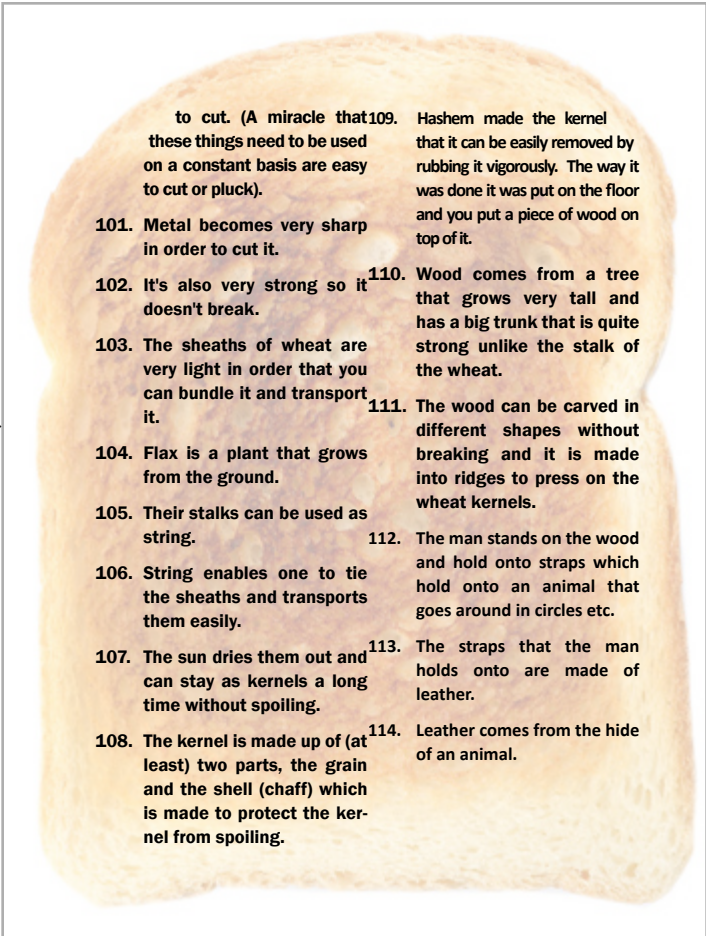 to cut. (A miracle that
these things need to be used
on a constant basis are easy
to cut or pluck).
101. Metal becomes very sharp
in order to cut it.
102. It's also very strong so it
doesn't break.
103. The sheaths of wheat are
very light in order that you
can bundle it and transport
it.
104. Flax is a plant that grows
from the ground.
105. Their stalks can be used as
string.
106. String enables one to tie
the sheaths and transports
them easily.
107. The sun dries them out and
can stay as kernels a long
time without spoiling.
108. The kernel is made up of (at
least) two parts, the grain
and the shell (chaff) which
is made to protect the ker-
nel from spoiling.
109. Hashem made the kernel
that it can be easily removed by
rubbing it vigorously. The way it
was done it was put on the floor
and you put a piece of wood on
top of it.
110. Wood comes from a tree
that grows very tall and
has a big trunk that is quite
strong unlike the stalk of
the wheat.
111. The wood can be carved in
different shapes without
breaking and it is made
into ridges to press on the
wheat kernels.
112. The man stands on the wood
and hold onto straps which
hold onto an animal that
goes around in circles etc.
113. The straps that the man
holds onto are made of
leather.
114. Leather comes from the hide
of an animal.